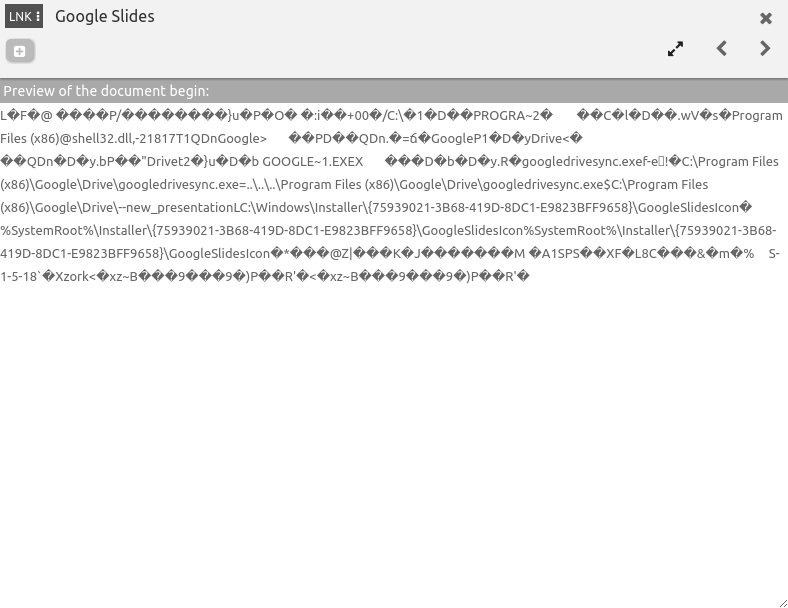 LNK
Google Slides
Preview of the document begin:
L�F�@ ����P/��������}u�P�O� �:i��+00�/C:\�1�D��PROGRA~2� ��C�l�D��.wV�s�Program
Files (x86)@shell32.dll,-21817T1QDnGoogle> ��PD��QDn.�=6�GoogleP1�D�yDrive<�
��QDn�D�y.bP��"Drivet2�}u�D�b GOOGLE~1.EXEX ���D�b�D�y.R�googledrivesync.exef-e!�C:\Program Files
(x86)\Google\Drive\googledrivesync.exe=..\..\..\Program Files (x86)\Google\Drive\googledrivesync.exe$C:\Program Files
(x86)\Google\Drive\--new_presentationLC:\Windows\Installer\{75939021-3B68-419D-8DC1-E9823BFF9658}\GoogleSlidesIcon�
%SystemRoot%\Installer\{75939021-3B68-419D-8DC1-E9823BFF9658}\GoogleSlidesIcon%SystemRoot%\Installer\{75939021-3B68-
419D-8DC1-E9823BFF9658}\GoogleSlidesIcon�*���@Z|���K�J�������M �A1SPS��XF�L8C���&�m�% S-
1-5-18`�Xzork<�xz~B���9���9�)P��R'�<�xz~B���9���9�)P��R'�